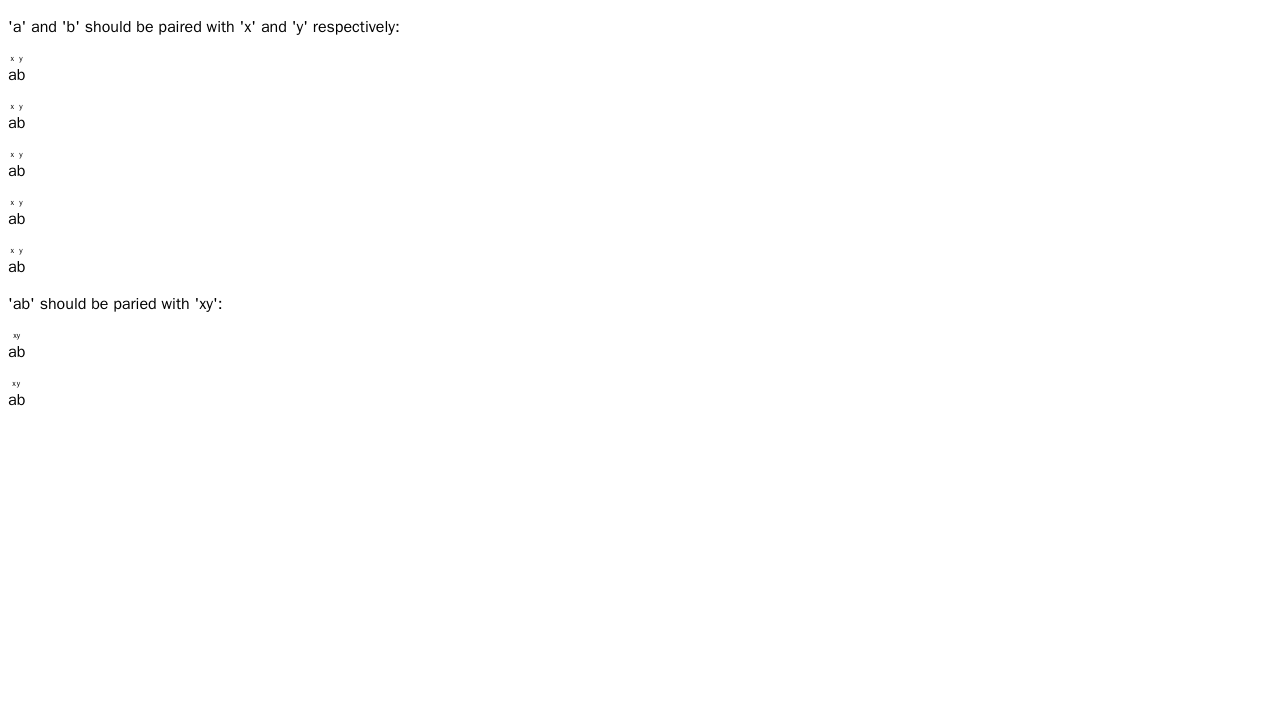 'a' and 'b' should be paired with 'x' and 'y' respectively:
x y
ab
x y
ab
x y
ab
x y
ab
x y
ab
'ab' should be paried with 'xy':
xy
ab
xy
ab